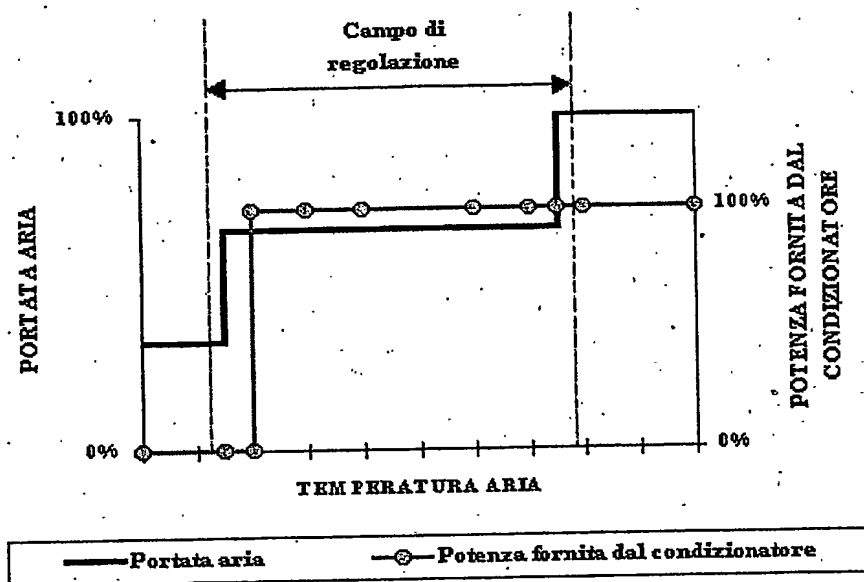 Campo di
regolazione
100%
PORTATA ARIA
0%
100%
POTENZA FORNITA DAL
CONDIZIONATORE
0%
TEMPERATURA ARIA
Portata aria
Potenza fornita dal condizionatore